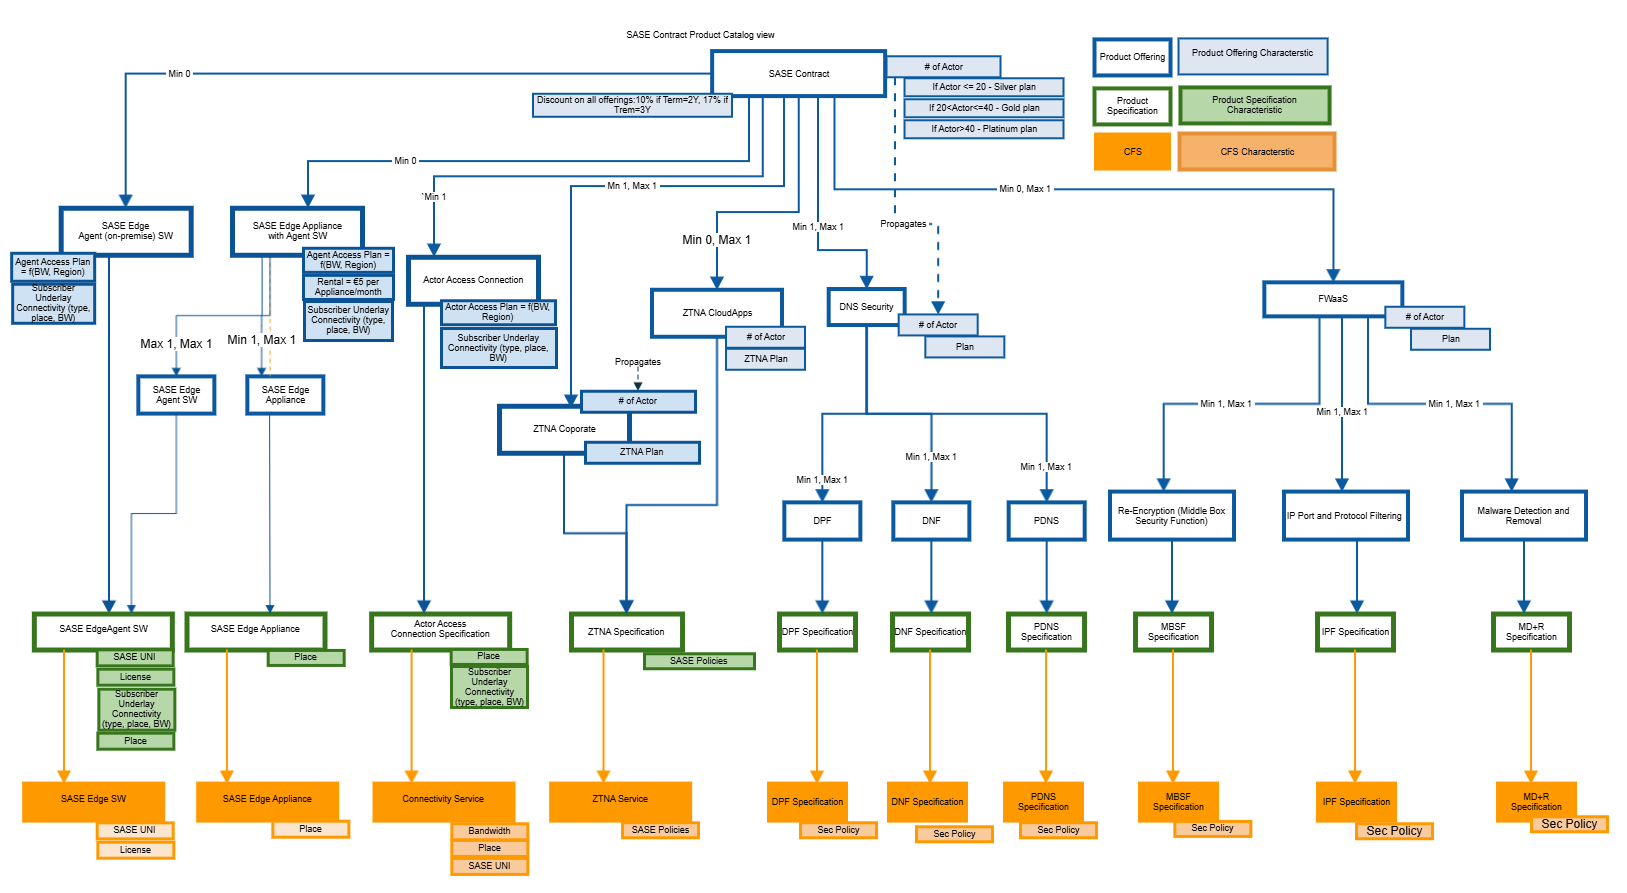 SASE Contract Product Catalog view
SASE Contract
# of Actor
If Actor <= 20 - Silver plan
If 20<Actor<=40 - Gold plan
If Actor>40 - Platinum plan
Discount on all offerings:10% if Term=2Y, 17% if
Trem=3Y
Product Offering
Product Offering Characterstic
Product
Specification
Product Specification
Characteristic
CFS
CFS Characterstic
Min 0
Min 0
`Min 1
Mn 1, Max 1
Min 0, Max 1
Min 1, Max 1
Min 0, Max 1
Propagates
SASE Edge
Agent (on-premise) SW
Agent Access Plan
= f(BW, Region)
Subscriber
Underlay
Connectivity (type,
place, BW)
SASE Edge Appliance
with Agent SW
Agent Access Plan =
f(BW, Region)
Rental = €5 per
Appliance/month
Subscriber Underlay
Connectivity (type,
place, BW)
Actor Access Connection
Actor Access Plan = f(BW,
Region)
Subscriber Underlay
Connectivity (type, place,
BW)
ZTNA CloudApps
# of Actor
ZTNA Plan
DNS Security
# of Actor
Plan
FWaaS
# of Actor
Plan
Max 1, Max 1
Min 1, Max 1
SASE Edge
Agent SW
SASE Edge
Appliance
Propagates
# of Actor
ZTNA Coporate
ZTNA Plan
Min 1, Max 1
Min 1, Max 1
Min 1, Max 1
Min 1, Max 1
Min 1, Max 1
Min 1, Max 1
DPF
DNF
PDNS
Re-Encryption (Middle Box
Security Function)
IP Port and Protocol Filtering
Malware Detection and
Removal
SASE EdgeAgent SW
SASE UNI
License
Subscriber
Underlay
Connectivity
(type, place, BW)
Place
SASE Edge Appliance
Place
Actor Access
Connection Specification
Place
Subscriber
Underlay
Connectivity
(type, place, BW)
ZTNA Specification
SASE Policies
DPF Specification
DNF Specification
PDNS
Specification
MBSF
Specification
IPF Specification
MD+R
Specification
SASE Edge SW
SASE UNI
License
SASE Edge Appliance
Place
Connectivity Service
Bandwidth
Place
SASE UNI
ZTNA Service
SASE Policies
DPF Specification
Sec Policy
DNF Specification
Sec Policy
PDNS
Specification
Sec Policy
MBSF
Specification
Sec Policy
IPF Specification
Sec Policy
MD+R
Specification
Sec Policy